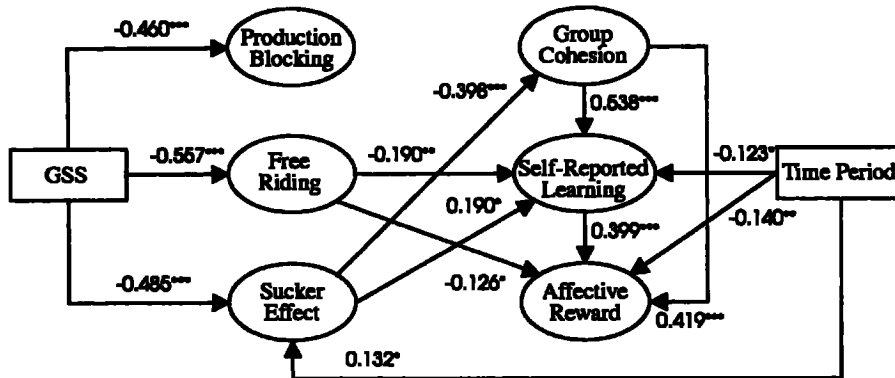 -0.460***
Production
Blocking
Group
Cohesion
-0.398***
0.538***
GSS
-0.557***
Free
Riding
-0.190**
Self-Reported
Learning
-0.123*
Time Period
0.190*
0.399***
-0.140**
-0.485***
Sucker
Effect
-0.126*
Affective
Reward
0.419***
0.132*